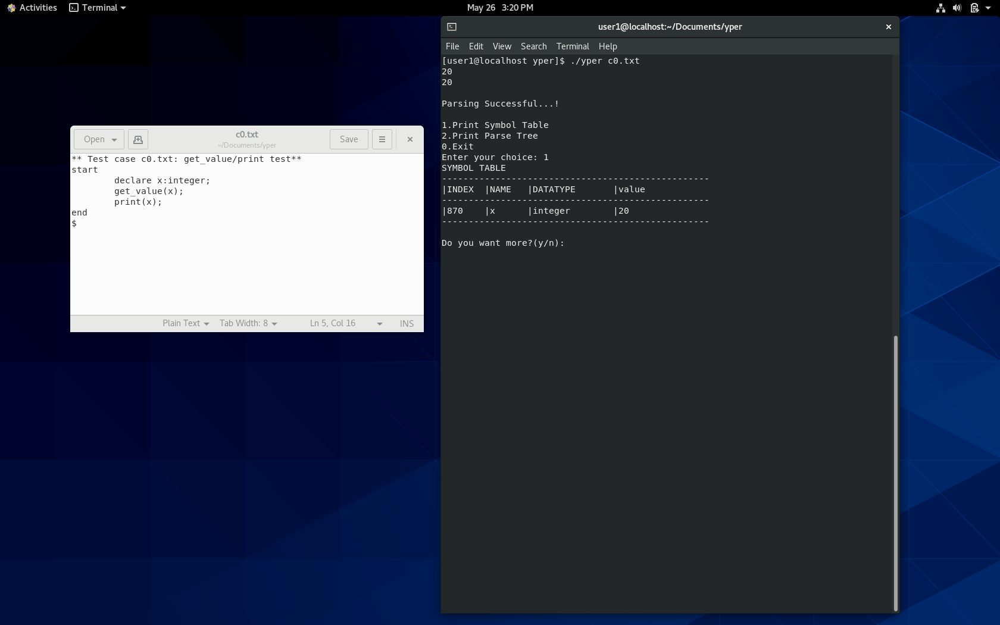 Activities Terminal May 26 3:20 PM
Open c0.txt Save
~/Documents/yper
** Test case c0.txt: get_value/print test**
start
declare x:integer;
get_value(x);
print(x);
end
$
Plain Text Tab Width: 8 Ln 5, Col 16 INS
user1@localhost:~/Documents/yper
File Edit View Search Terminal Help
[user1@localhost yper]$ ./yper c0.txt
20
20
Parsing Successful...!
1.Print Symbol Table
2.Print Parse Tree
0.Exit
Enter your choice: 1
SYMBOL TABLE
--------------------------------------------------
|INDEX  |NAME   |DATATYPE       |value
--------------------------------------------------
|870    |x      |integer        |20
--------------------------------------------------
Do you want more?(y/n):